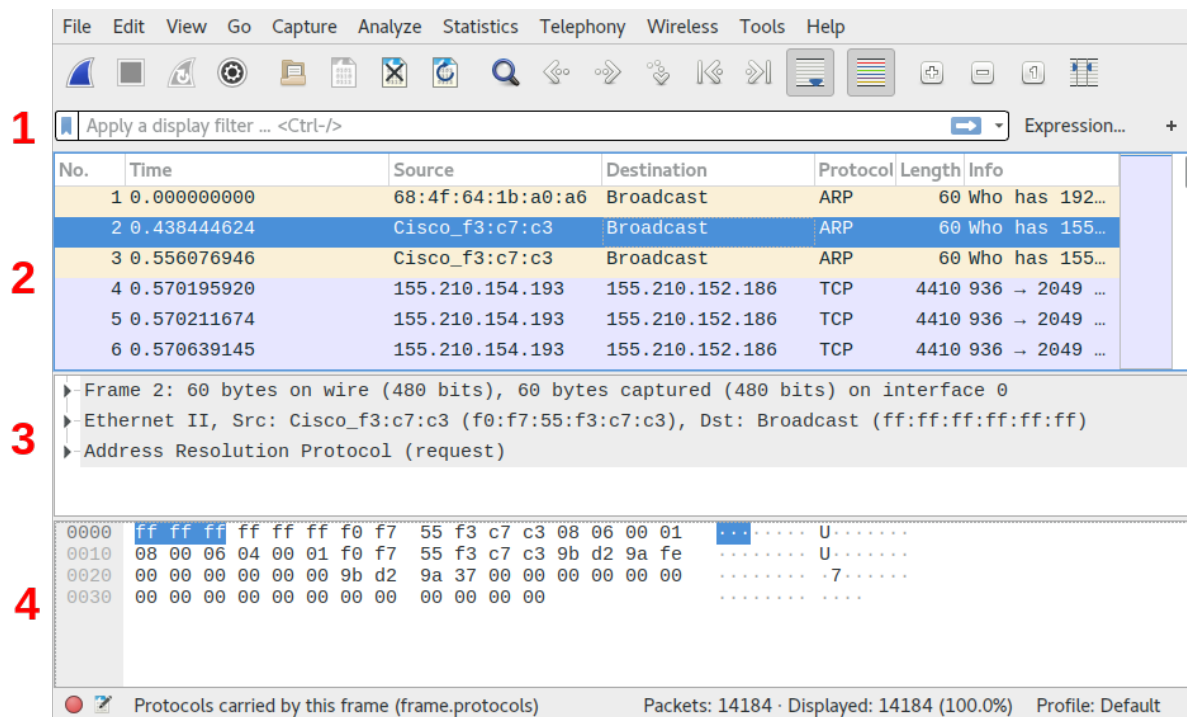 File Edit View Go Capture Analyze Statistics Telephony Wireless Tools Help
1
Apply a display filter ... <Ctrl-/> Expression... +
No. Time Source Destination Protocol Length Info
1 0.000000000 68:4f:64:1b:a0:a6 Broadcast ARP 60 Who has 192…
2 0.438444624 Cisco_f3:c7:c3 Broadcast ARP 60 Who has 155…
3 0.556076946 Cisco_f3:c7:c3 Broadcast ARP 60 Who has 155…
2
4 0.570195920 155.210.154.193 155.210.152.186 TCP 4410 936 → 2049 …
5 0.570211674 155.210.154.193 155.210.152.186 TCP 4410 936 → 2049 …
6 0.570639145 155.210.154.193 155.210.152.186 TCP 4410 936 → 2049 …
Frame 2: 60 bytes on wire (480 bits), 60 bytes captured (480 bits) on interface 0
Ethernet II, Src: Cisco_f3:c7:c3 (f0:f7:55:f3:c7:c3), Dst: Broadcast (ff:ff:ff:ff:ff:ff)
3
Address Resolution Protocol (request)
0000 ff ff ff ff ff ff f0 f7 55 f3 c7 c3 08 06 00 01 ········ U·······
0010 08 00 06 04 00 01 f0 f7 55 f3 c7 c3 9b d2 9a fe ········ U·······
0020 00 00 00 00 00 00 9b d2 9a 37 00 00 00 00 00 00 ········ ·7······
0030 00 00 00 00 00 00 00 00 00 00 00 00 ········ ····
4
Protocols carried by this frame (frame.protocols) Packets: 14184 · Displayed: 14184 (100.0%) Profile: Default